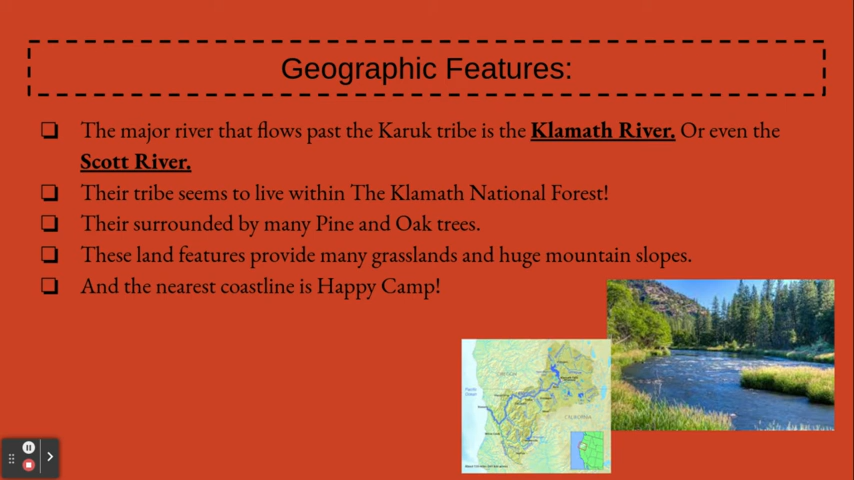 Geographic Features:
The major river that flows past the Karuk tribe is the Klamath River. Or even the
Scott River.
Their tribe seems to live within The Klamath National Forest!
Their surrounded by many Pine and Oak trees.
These land features provide many grasslands and huge mountain slopes.
And the nearest coastline is Happy Camp!